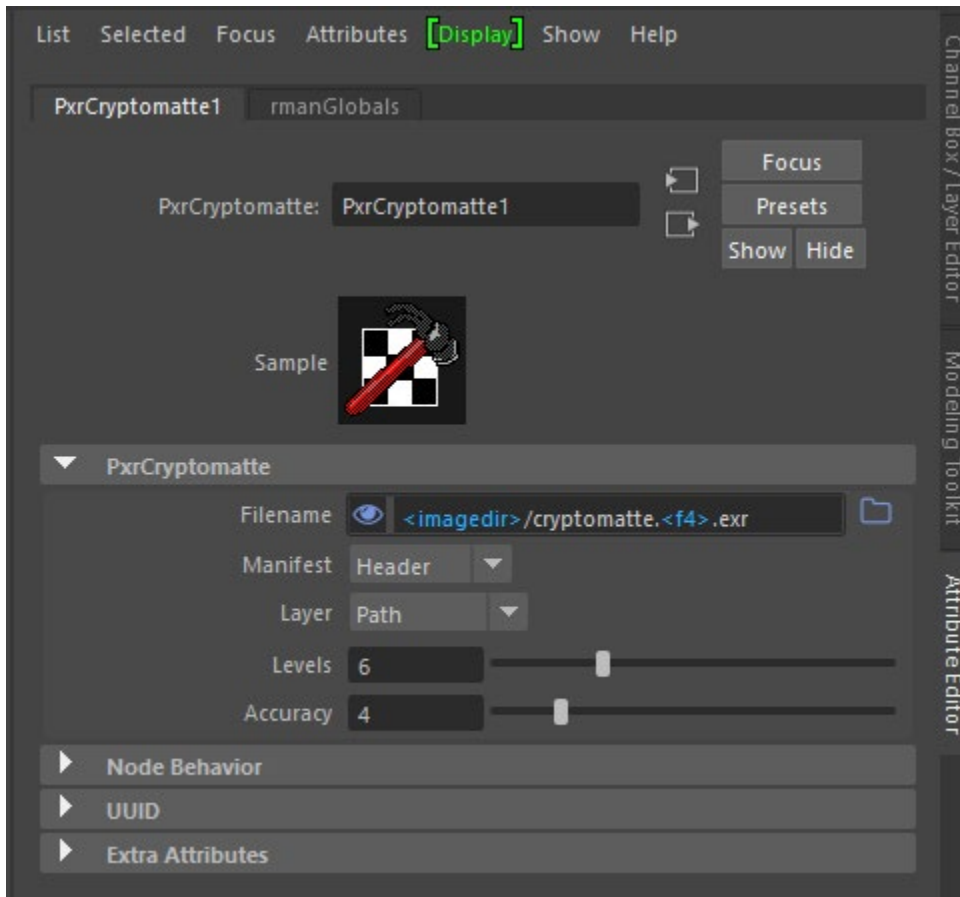 List Selected Focus Attributes [Display] Show Help
PxrCryptomatte1 rmanGlobals
Focus
PxrCryptomatte: PxrCryptomatte1
Presets
Show Hide
Sample
PxrCryptomatte
Filename <imagedir>/cryptomatte.<f4>.exr
Manifest Header
Layer Path
Levels 6
Accuracy 4
Node Behavior
UUID
Extra Attributes
Channel Box / Layer Editor
Modeling Toolkit
Attribute Editor